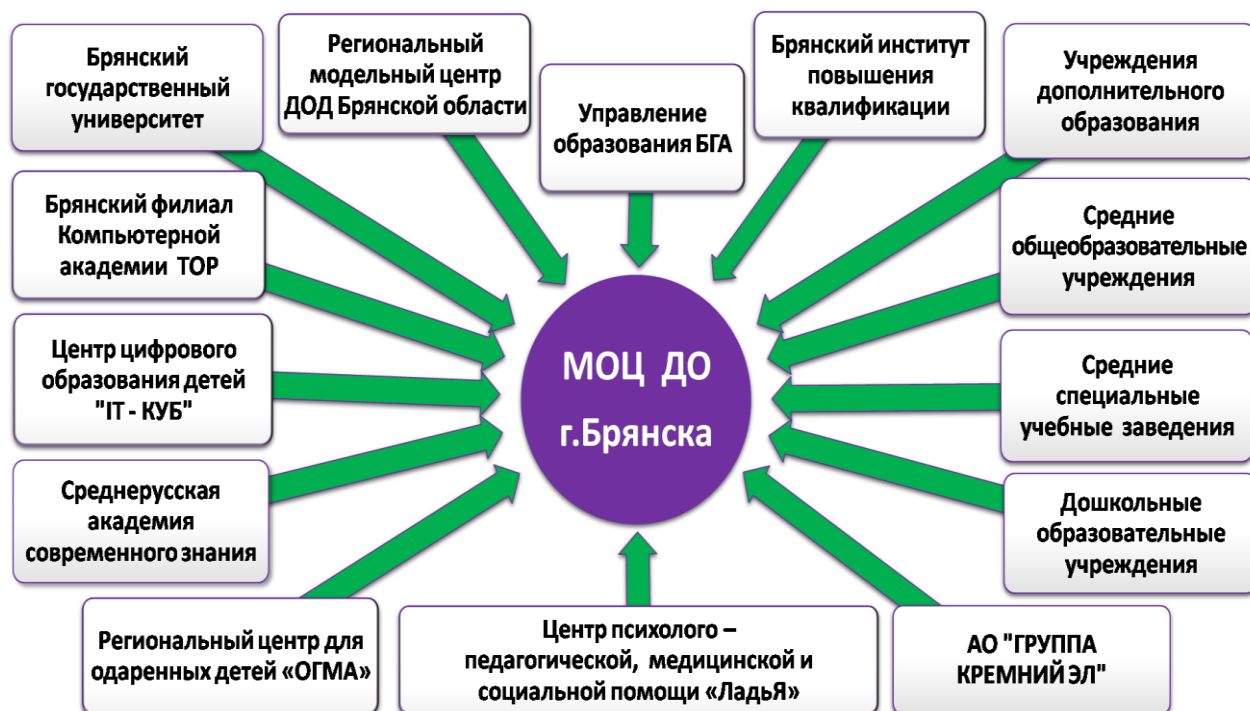 Брянский
государственный
университет
Региональный
модельный центр
ДОД Брянской области
Управление
образования БГА
Брянский институт
повышения
квалификации
Учреждения
дополнительного
образования
Брянский филиал
Компьютерной
академии ТОР
Средние
общеобразовательные
учреждения
Центр цифрового
образования детей
"IT - КУБ"
МОЦ ДО
г.Брянска
Средние
специальные
учебные заведения
Среднерусская
академия
современного знания
Дошкольные
образовательные
учреждения
Региональный центр для
одаренных детей «ОГМА»
Центр психолого –
педагогической, медицинской и
социальной помощи «ЛадьЯ»
АО "ГРУППА
КРЕМНИЙ ЭЛ"